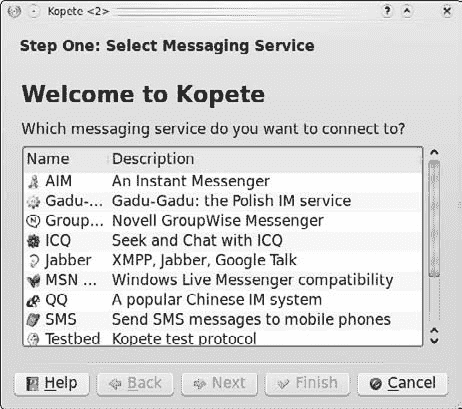 Kopete <2>
Step One: Select Messaging Service
Welcome to Kopete
Which messaging service do you want to connect to?
Name Description
AIM An Instant Messenger
Gadu-... Gadu-Gadu: the Polish IM service
Group... Novell GroupWise Messenger
ICQ Seek and Chat with ICQ
Jabber XMPP, Jabber, Google Talk
MSN ... Windows Live Messenger compatibility
QQ A popular Chinese IM system
SMS Send SMS messages to mobile phones
Testbed Kopete test protocol
Help Back Next Finish Cancel